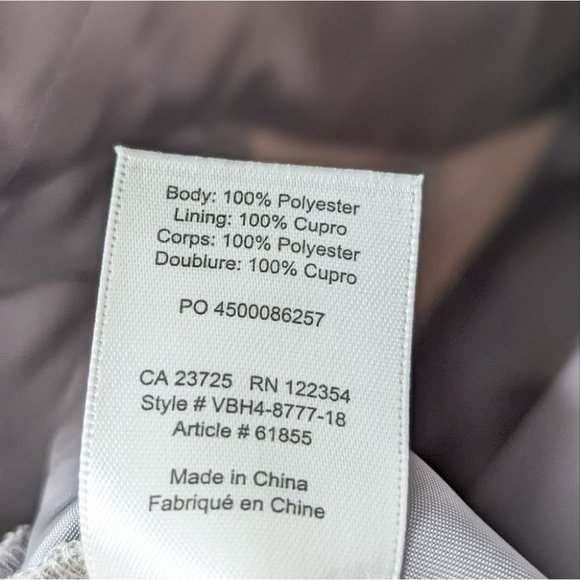 Body: 100% Polyester
Lining: 100% Cupro
Corps: 100% Polyester
Doublure: 100% Cupro
PO 4500086257
CA 23725 RN 122354
Style # VBH4-8777-18
Article # 61855
Made in China
Fabriqué en Chine